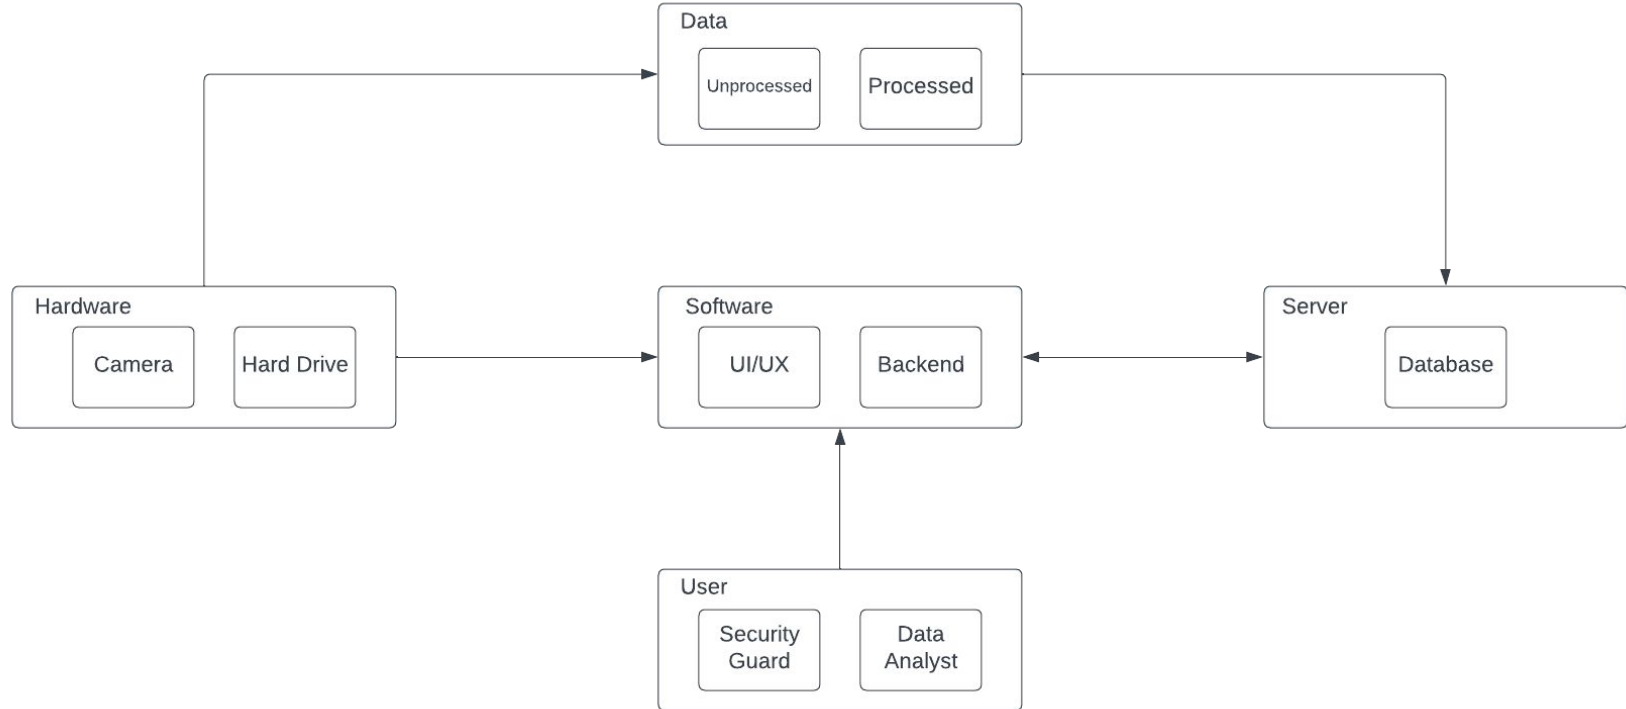 Data
Unprocessed
Processed
Hardware
Camera
Hard Drive
Software
UI/UX
Backend
Server
Database
User
Security
Guard
Data
Analyst